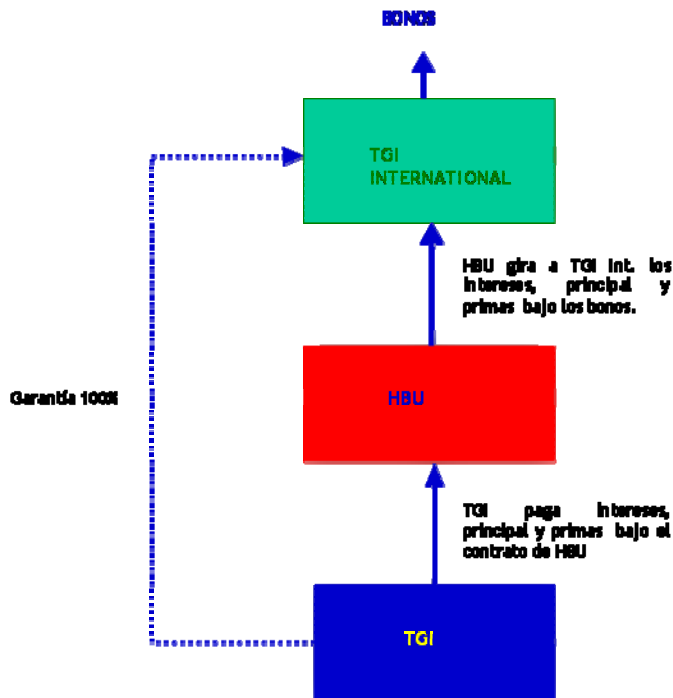 BONOS
TGI
INTERNATIONAL
HBU gira a TGI Int. los
intereses, principal y
primas bajo los bonos.
Garantía 100%
HBU
TGI paga intereses,
principal y primas bajo el
contrato de HBU
TGI